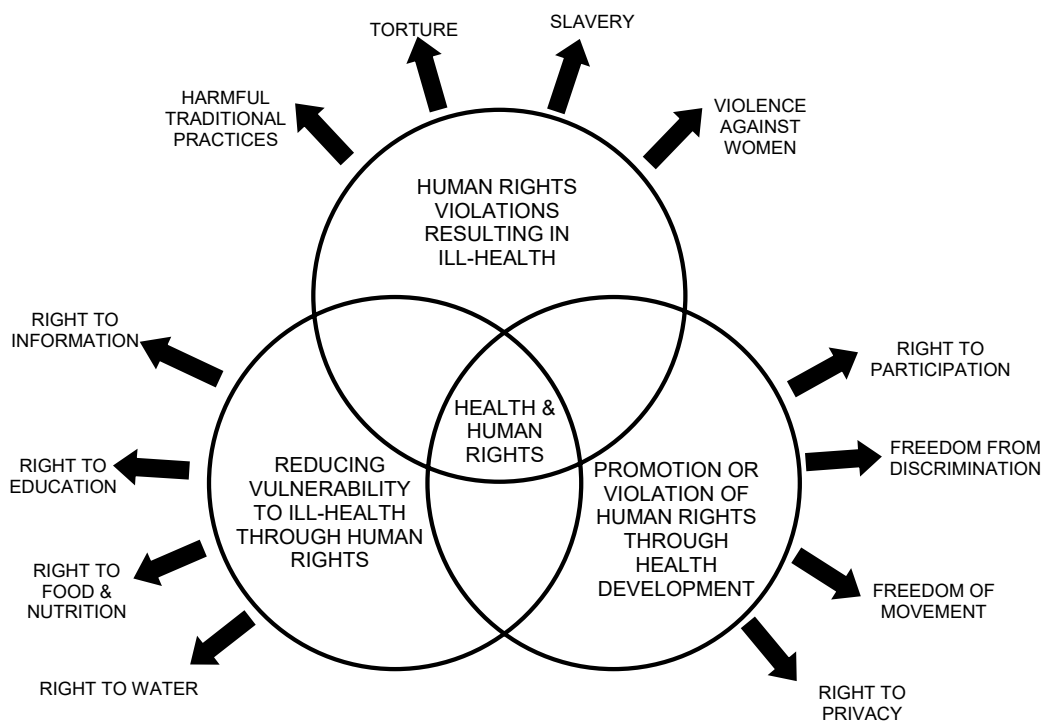 TORTURE
SLAVERY
HARMFUL
TRADITIONAL
PRACTICES
VIOLENCE
AGAINST
WOMEN
HUMAN RIGHTS
VIOLATIONS
RESULTING IN
ILL-HEALTH
RIGHT TO
INFORMATION
RIGHT TO
EDUCATION
RIGHT TO
FOOD &
NUTRITION
RIGHT TO WATER
REDUCING
VULNERABILITY
TO ILL-HEALTH
THROUGH HUMAN
RIGHTS
HEALTH &
HUMAN
RIGHTS
PROMOTION OR
VIOLATION OF
HUMAN RIGHTS
THROUGH
HEALTH
DEVELOPMENT
RIGHT TO
PARTICIPATION
FREEDOM FROM
DISCRIMINATION
FREEDOM OF
MOVEMENT
RIGHT TO
PRIVACY